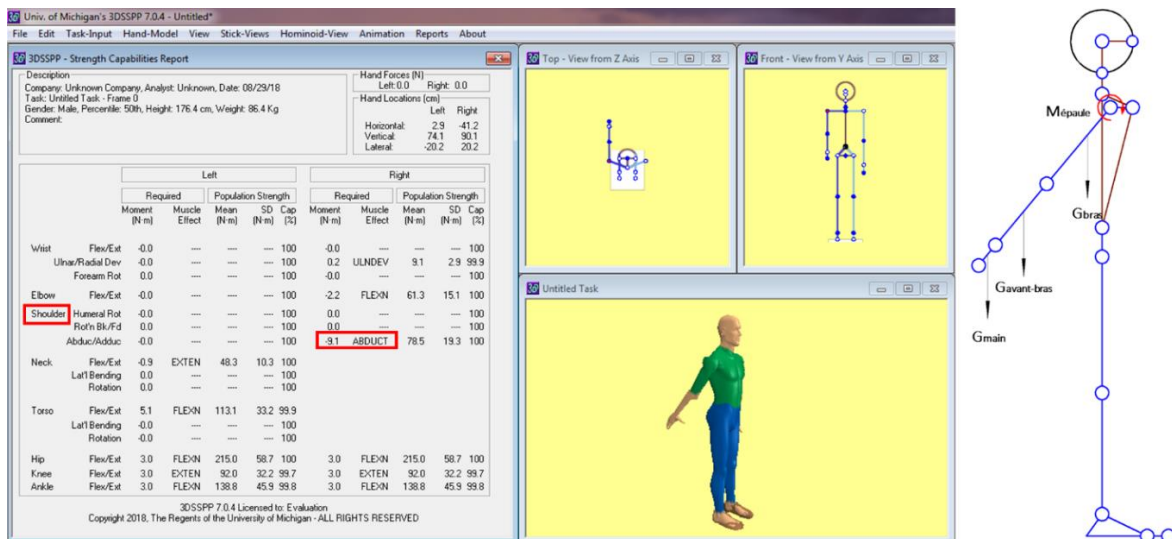 Univ. of Michigan's 3DSSPP 7.0.4 - Untitled*
File Edit Task-Input Hand-Model View Stick-Views Hominoid-View Animation Reports About
3DSSPP - Strength Capabilities Report
Description
Company: Unknown Company, Analyst: Unknown, Date: 08/29/18
Task: Untitled Task - Frame 0
Gender: Male, Percentile: 50th, Height: 176.4 cm, Weight: 86.4 Kg
Comment:
Hand Forces (N)
Left: 0.0 Right: 0.0
Hand Locations (cm)
Left Right
Horizontal: 2.9 -41.2
Vertical: 74.1 90.1
Lateral: -20.2 20.2
Left Right
Required Population Strength Required Population Strength
Moment Muscle Mean SD Cap Moment Muscle Mean SD Cap
(N·m) Effect (N·m) (N·m) (%) (N·m) Effect (N·m) (N·m) (%)
Wrist Flex/Ext -0.0 ---- ---- ---- 100 -0.0 ---- ---- ---- 100
Ulnar/Radial Dev -0.0 ---- ---- ---- 100 0.2 ULNDEV 9.1 2.9 99.9
Forearm Rot 0.0 ---- ---- ---- 100 -0.0 ---- ---- ---- 100
Elbow Flex/Ext -0.0 ---- ---- ---- 100 -2.2 FLEXN 61.3 15.1 100
Shoulder Humeral Rot -0.0 ---- ---- ---- 100 0.0 ---- ---- ---- 100
Rot'n Bk/Fd 0.0 ---- ---- ---- 100 0.0 ---- ---- ---- 100
Abduc/Adduc -0.0 ---- ---- ---- 100 -9.1 ABDUCT 78.5 19.3 100
Neck Flex/Ext -0.9 EXTEN 48.3 10.3 100
Lat'l Bending 0.0 ---- ---- ---- 100
Rotation 0.0 ---- ---- ---- 100
Torso Flex/Ext 5.1 FLEXN 113.1 33.2 99.9
Lat'l Bending -0.0 ---- ---- ---- 100
Rotation -0.0 ---- ---- ---- 100
Hip Flex/Ext 3.0 FLEXN 215.0 58.7 100 3.0 FLEXN 215.0 58.7 100
Knee Flex/Ext 3.0 EXTEN 92.0 32.2 99.7 3.0 EXTEN 92.0 32.2 99.7
Ankle Flex/Ext 3.0 FLEXN 138.8 45.9 99.8 3.0 FLEXN 138.8 45.9 99.8
3DSSPP 7.0.4 Licensed to: Evaluation
Copyright 2018, The Regents of the University of Michigan - ALL RIGHTS RESERVED
Top - View from Z Axis
Front - View from Y Axis
Untitled Task
Mépaule
Gbras
Gavant-bras
Gmain